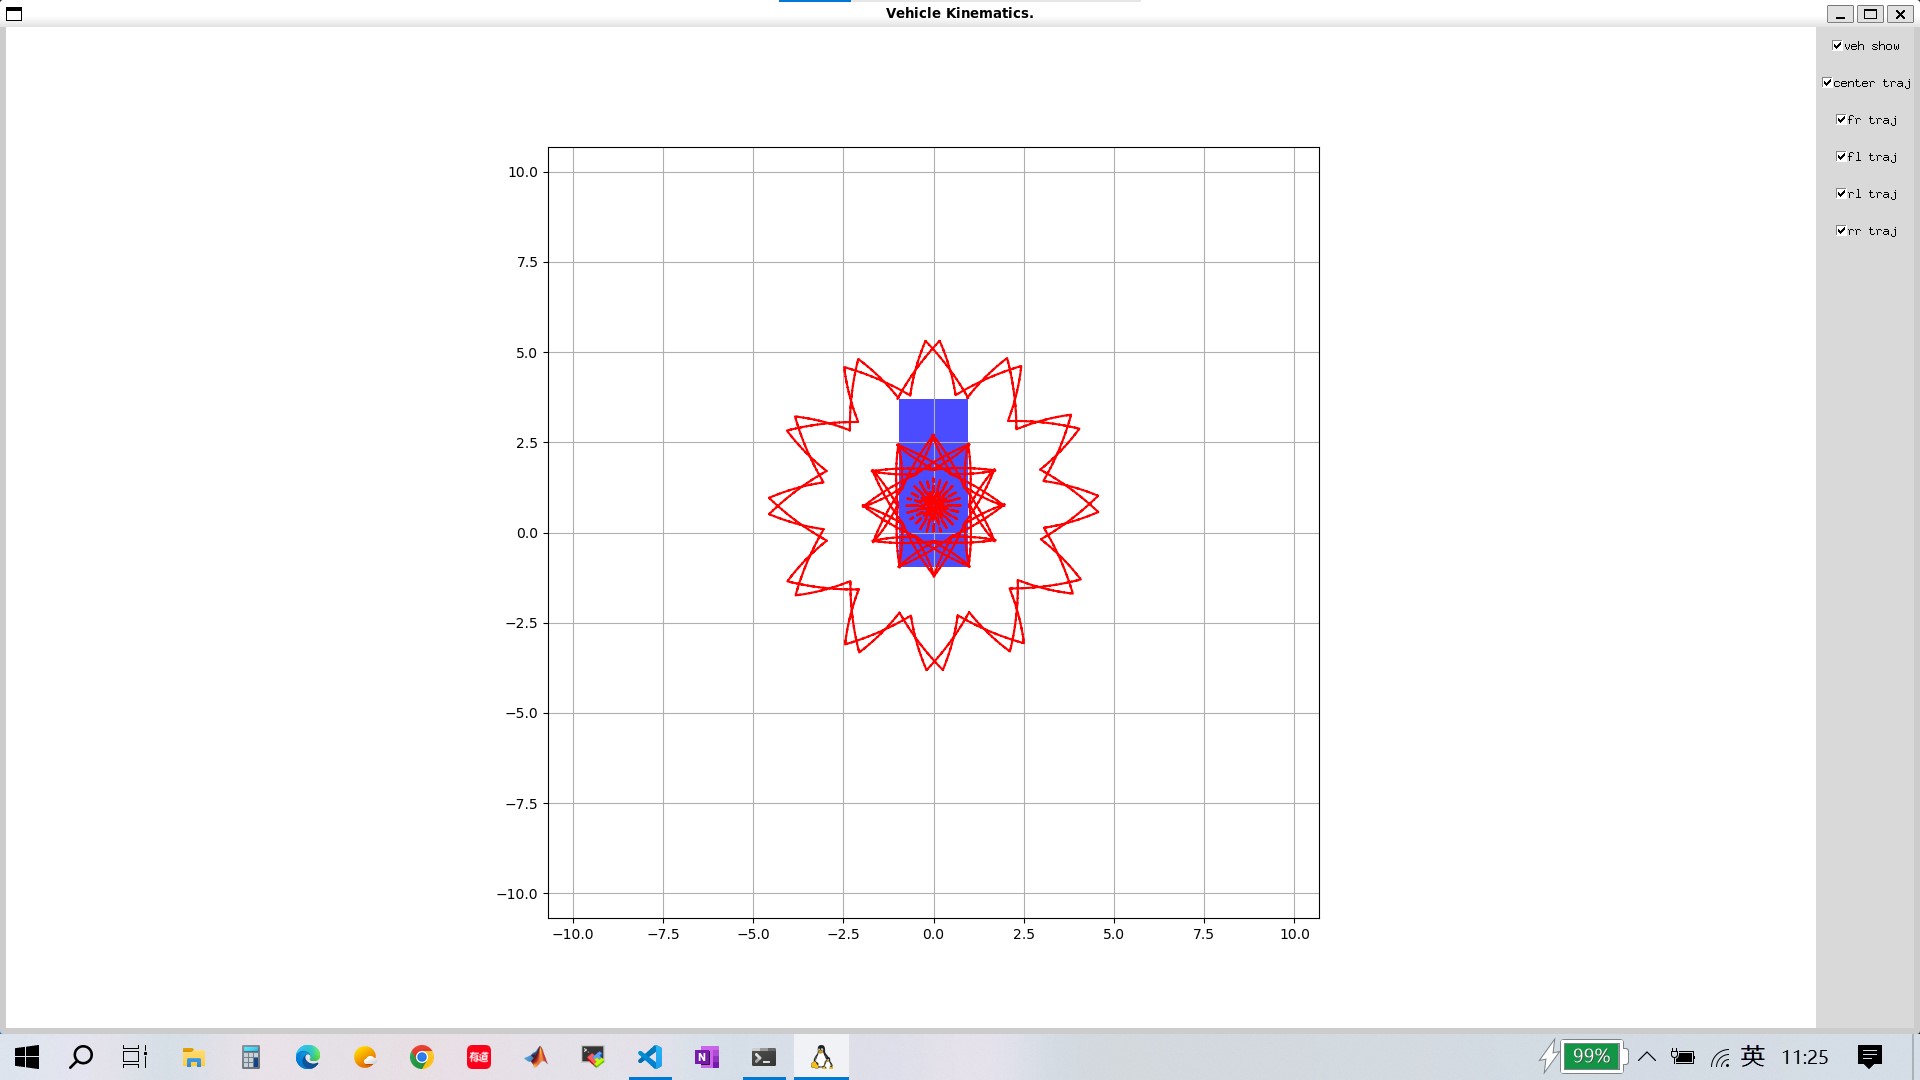 Vehicle Kinematics.
veh show
center traj
fr traj
fl traj
rl traj
rr traj
10.0
7.5
5.0
2.5
0.0
−2.5
−5.0
−7.5
−10.0
−10.0 −7.5 −5.0 −2.5 0.0 2.5 5.0 7.5 10.0
有道
N
99% 英 11:25